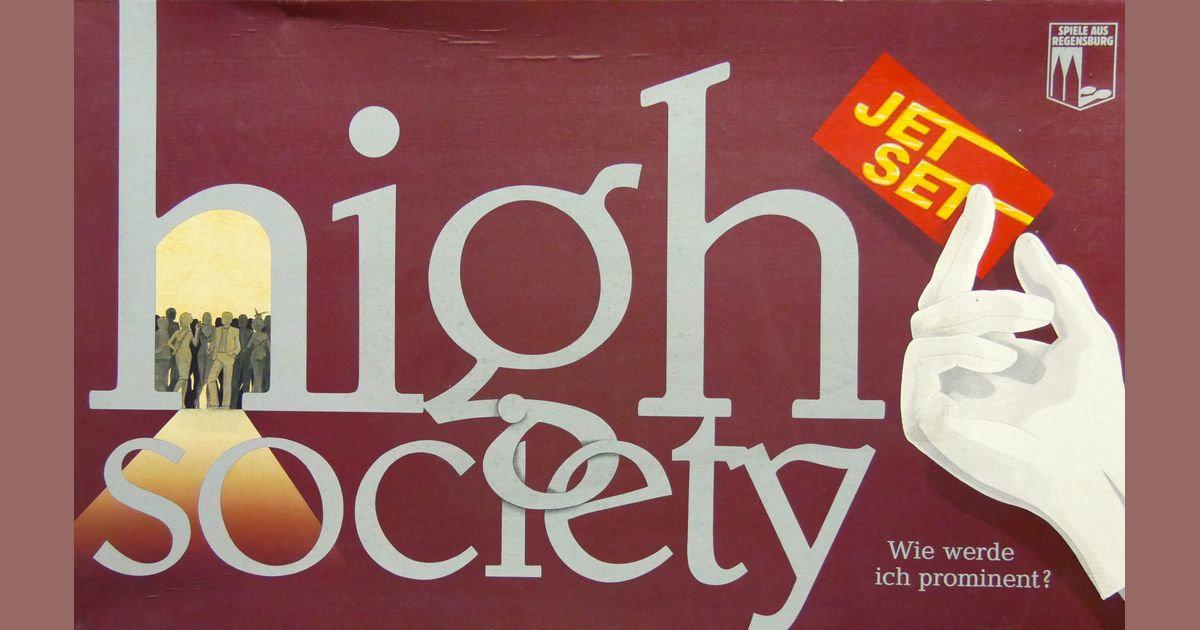 high
society
JET
SET
SPIELE AUS
REGENSBURG
Wie werde
ich prominent?